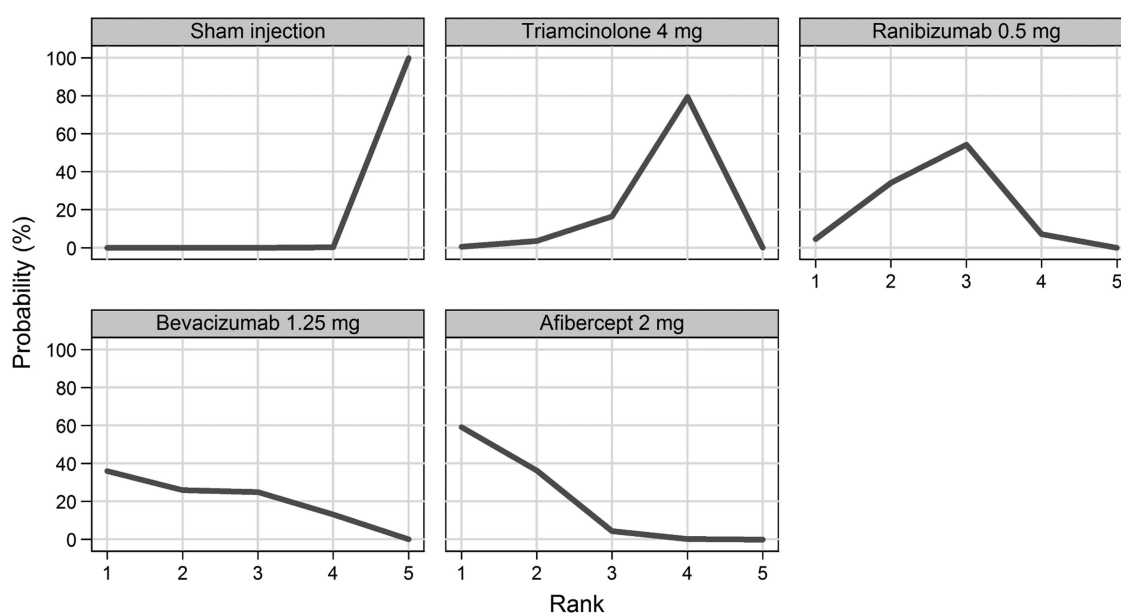 Sham injection
Triamcinolone 4 mg
Ranibizumab 0.5 mg
100
80
60
40
20
0
1 2 3 4 5
Probability (%)
Bevacizumab 1.25 mg
Afibercept 2 mg
100
80
60
40
20
0
1 2 3 4 5
1 2 3 4 5
Rank